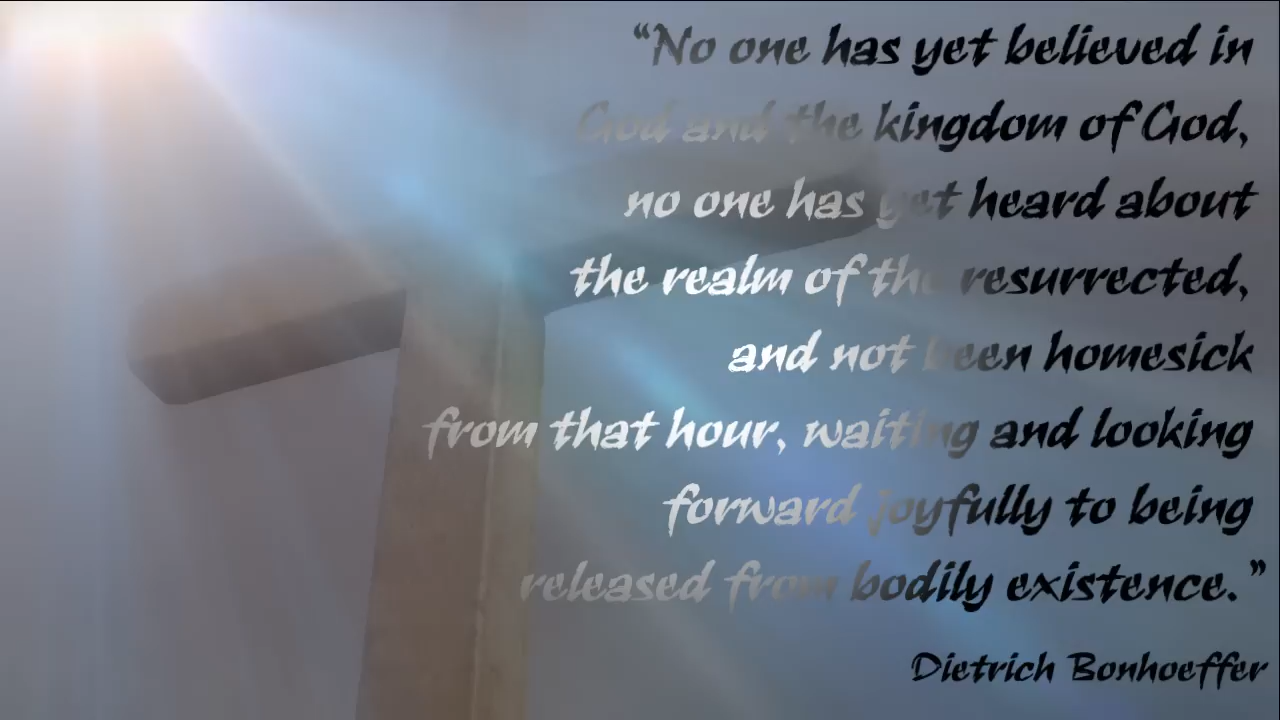 “No one has yet believed in
God and the kingdom of God,
no one has yet heard about
the realm of the resurrected,
and not been homesick
from that hour, waiting and looking
forward joyfully to being
released from bodily existence.”
Dietrich Bonhoeffer